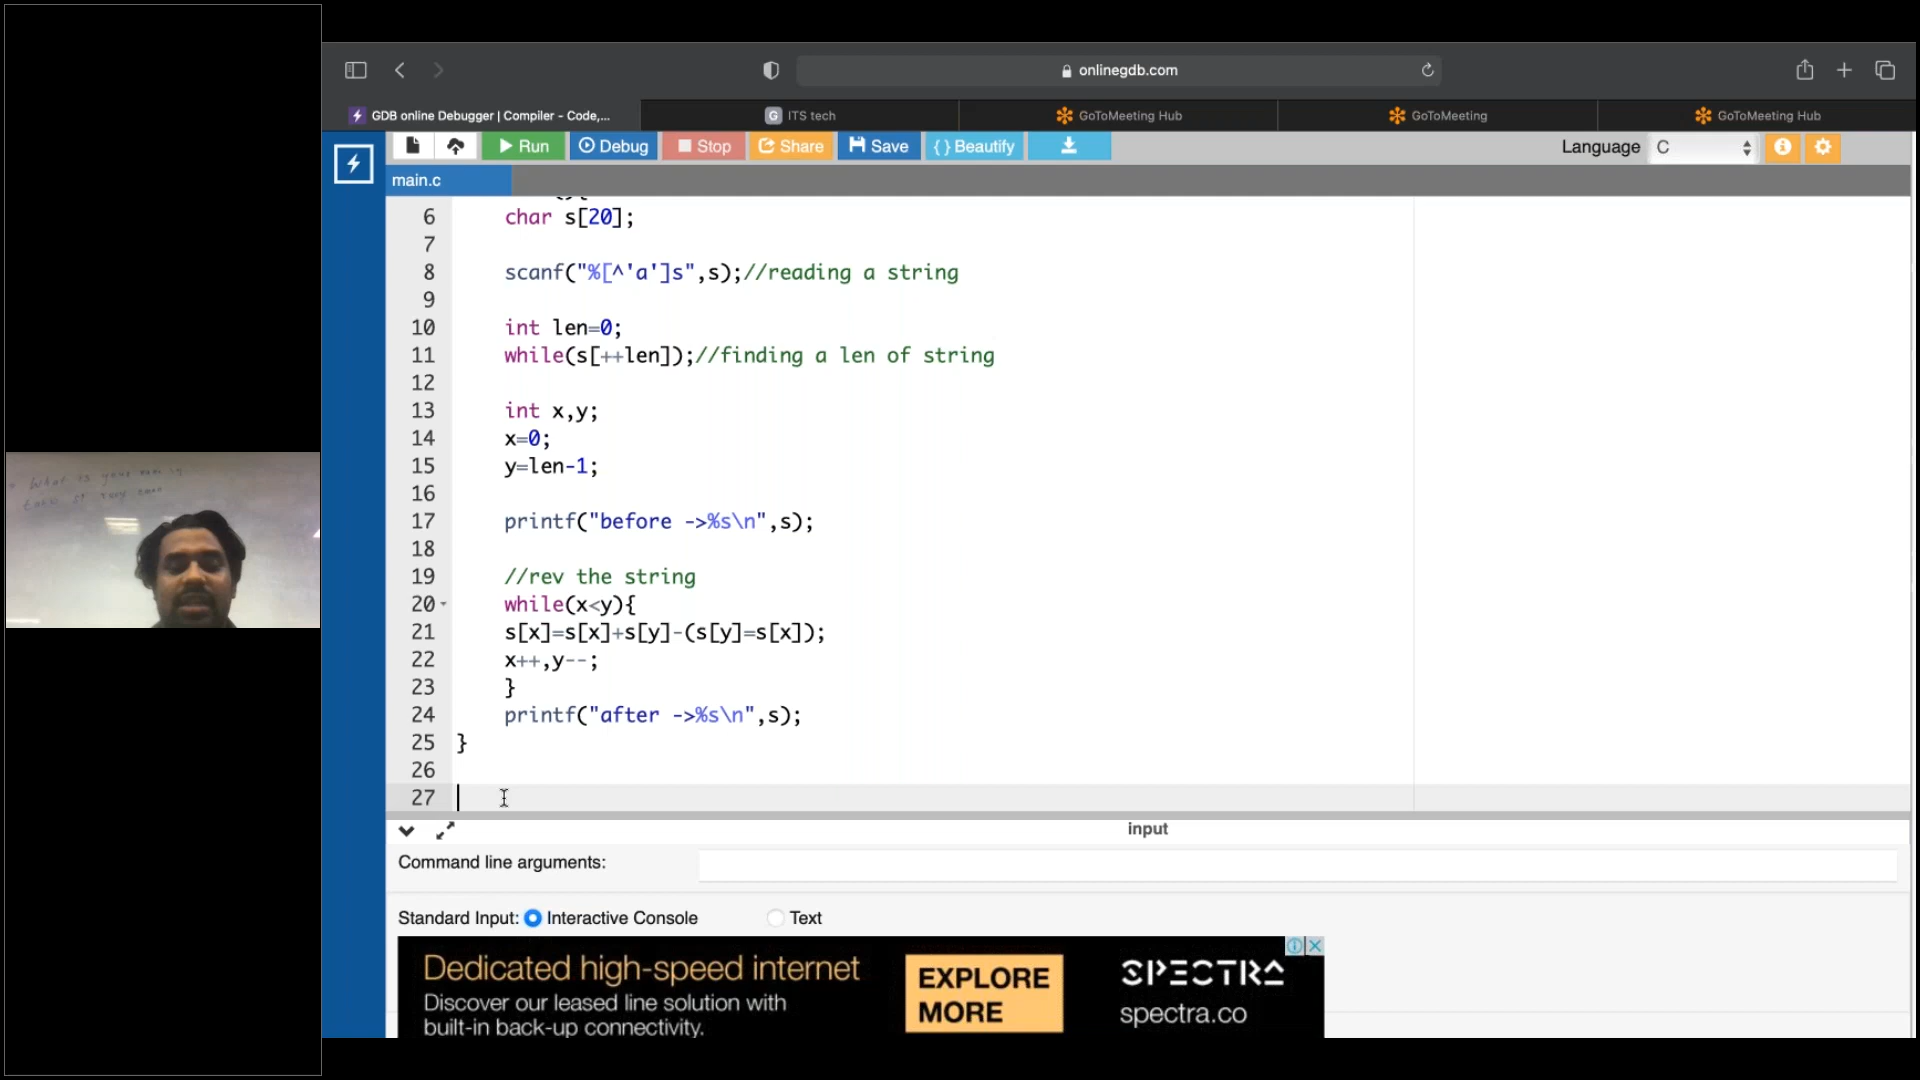 onlinegdb.com
GDB online Debugger | Compiler - Code,...
ITS tech
GoToMeeting Hub
GoToMeeting
GoToMeeting Hub
Run
Debug
Stop
Share
Save
{ } Beautify
Language
C
main.c
6 char s[20];
7
8 scanf("%[^'a']s",s);//reading a string
9
10 int len=0;
11 while(s[++len]);//finding a len of string
12
13 int x,y;
14 x=0;
15 y=len-1;
16
17 printf("before ->%s\n",s);
18
19 //rev the string
20 while(x<y){
21 s[x]=s[x]+s[y]-(s[y]=s[x]);
22 x++,y--;
23 }
24 printf("after ->%s\n",s);
25 }
26
27
What is your
input
Command line arguments:
Standard Input: Interactive Console Text
Dedicated high-speed internet
Discover our leased line solution with
built-in back-up connectivity.
EXPLORE
MORE
SPECTRA
spectra.co